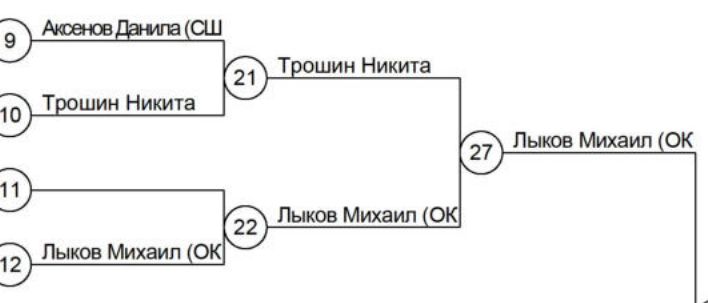 9
Аксенов Данила (СШ
21
Трошин Никита
10
Трошин Никита
27
Лыков Михаил (ОК
11
22
Лыков Михаил (ОК
12
Лыков Михаил (ОК